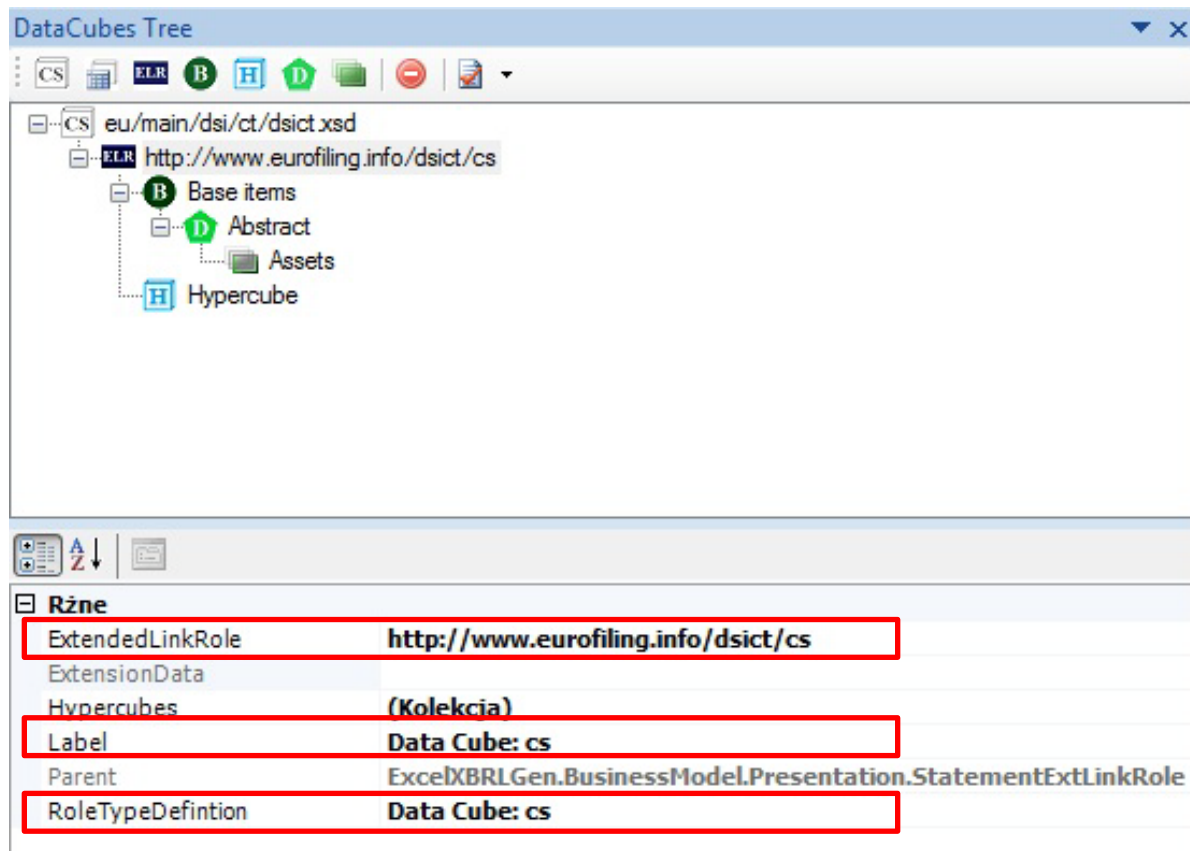 DataCubes Tree
CS ELR B H D
CS eu/main/dsi/ct/dsict.xsd
ELR http://www.eurofiling.info/dsict/cs
B Base items
D Abstract
Assets
H Hypercube
A Z
Rżne
ExtendedLinkRole http://www.eurofiling.info/dsict/cs
ExtensionData
Hypercubes (Kolekcja)
Label Data Cube: cs
Parent ExcelXBRLGen.BusinessModel.Presentation.StatementExtLinkRole
RoleTypeDefintion Data Cube: cs